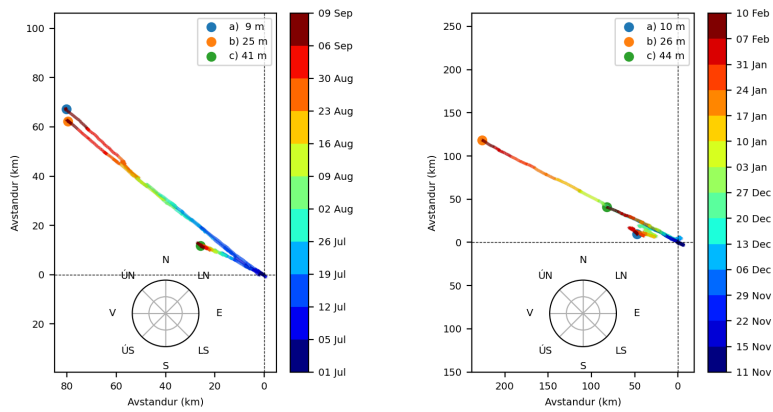 a) 9 m
b) 25 m
c) 41 m
100
80
60
40
20
0
20
Avstandur (km)
80
60
40
20
0
Avstandur (km)
N
ÚN
LN
V
E
ÚS
LS
S
09 Sep
06 Sep
30 Aug
23 Aug
16 Aug
09 Aug
02 Aug
26 Jul
19 Jul
12 Jul
05 Jul
01 Jul
a) 10 m
b) 26 m
c) 44 m
250
200
150
100
50
0
50
100
150
Avstandur (km)
200
150
100
50
0
Avstandur (km)
N
ÚN
LN
V
E
ÚS
LS
S
10 Feb
07 Feb
31 Jan
24 Jan
17 Jan
10 Jan
03 Jan
27 Dec
20 Dec
13 Dec
06 Dec
29 Nov
22 Nov
15 Nov
11 Nov